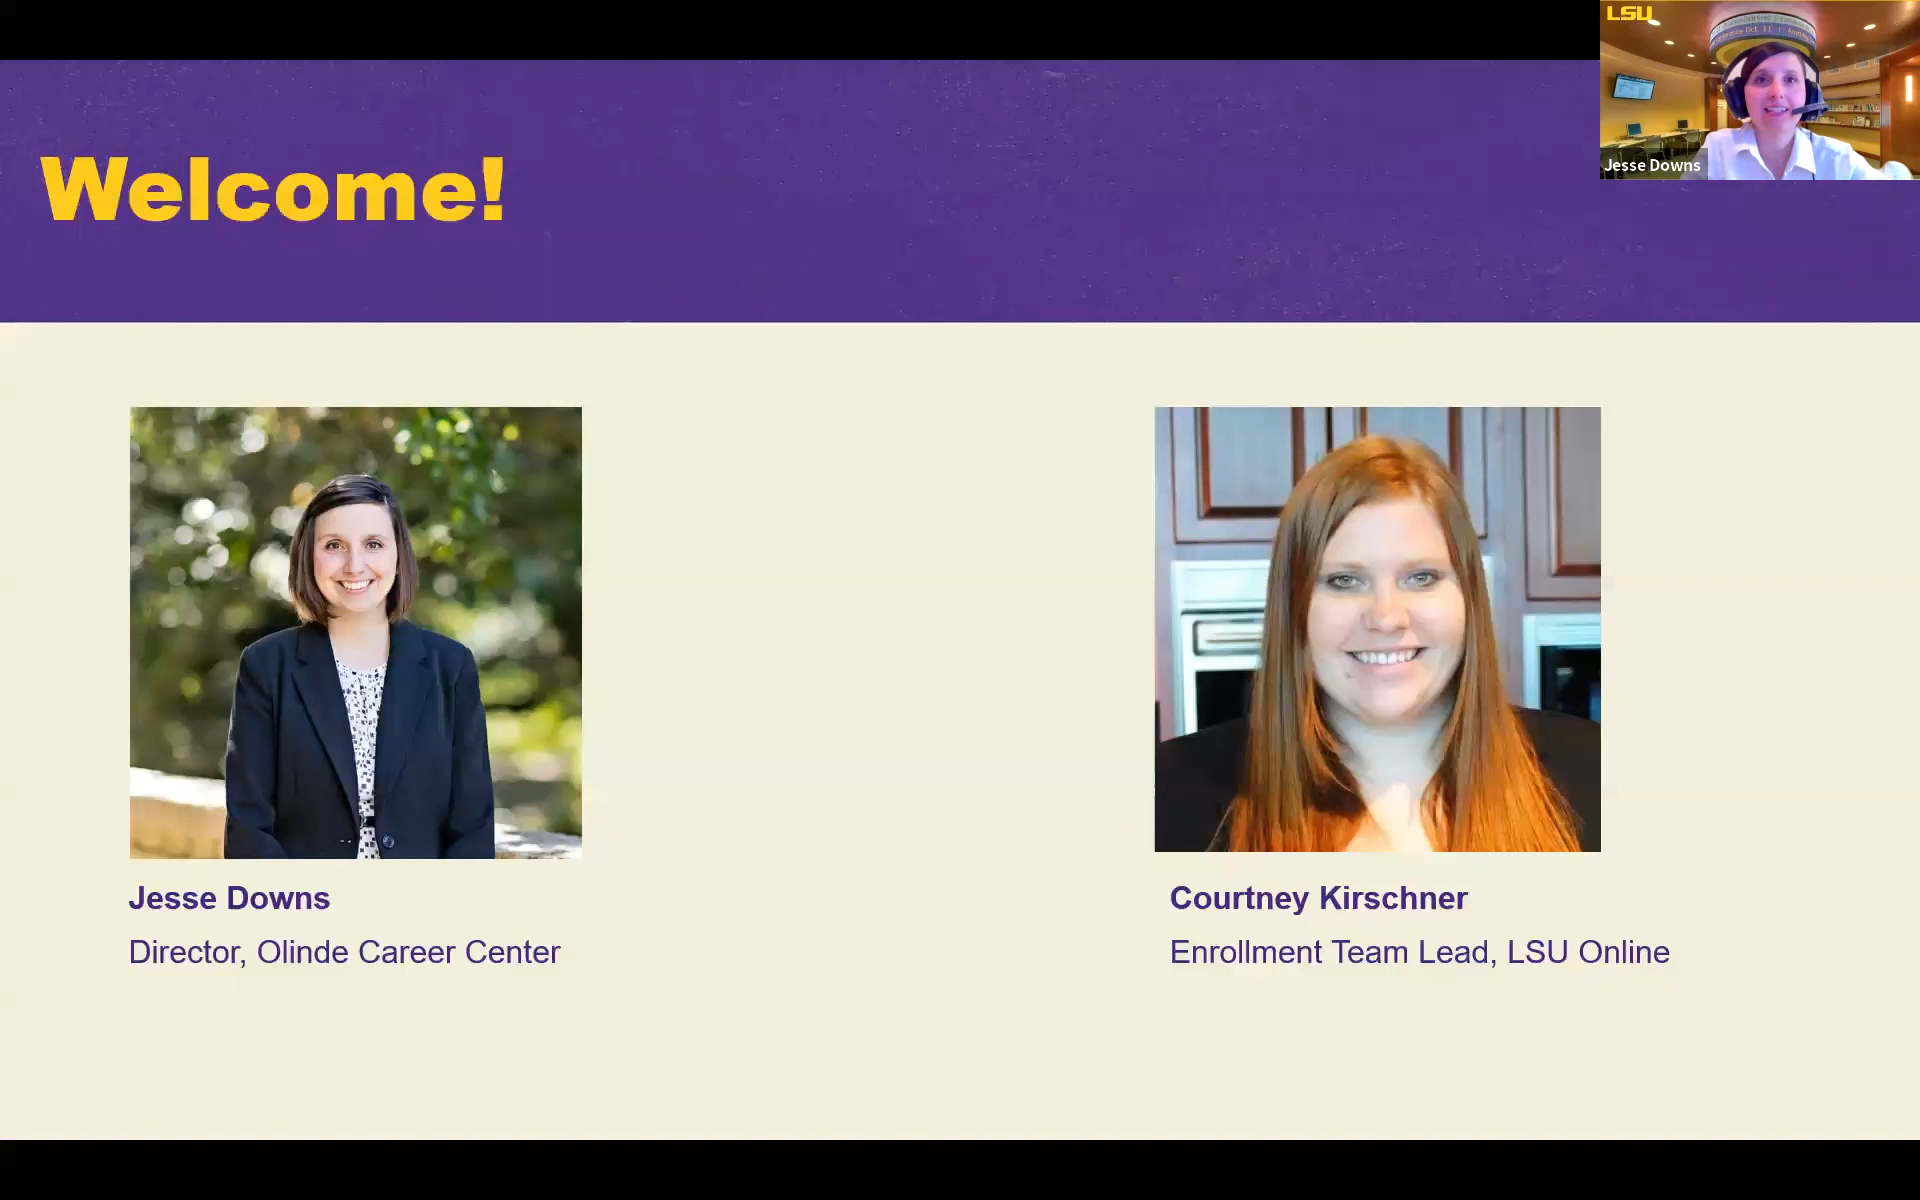 LSU
Jesse Downs
Welcome!
Jesse Downs
Director, Olinde Career Center
Courtney Kirschner
Enrollment Team Lead, LSU Online